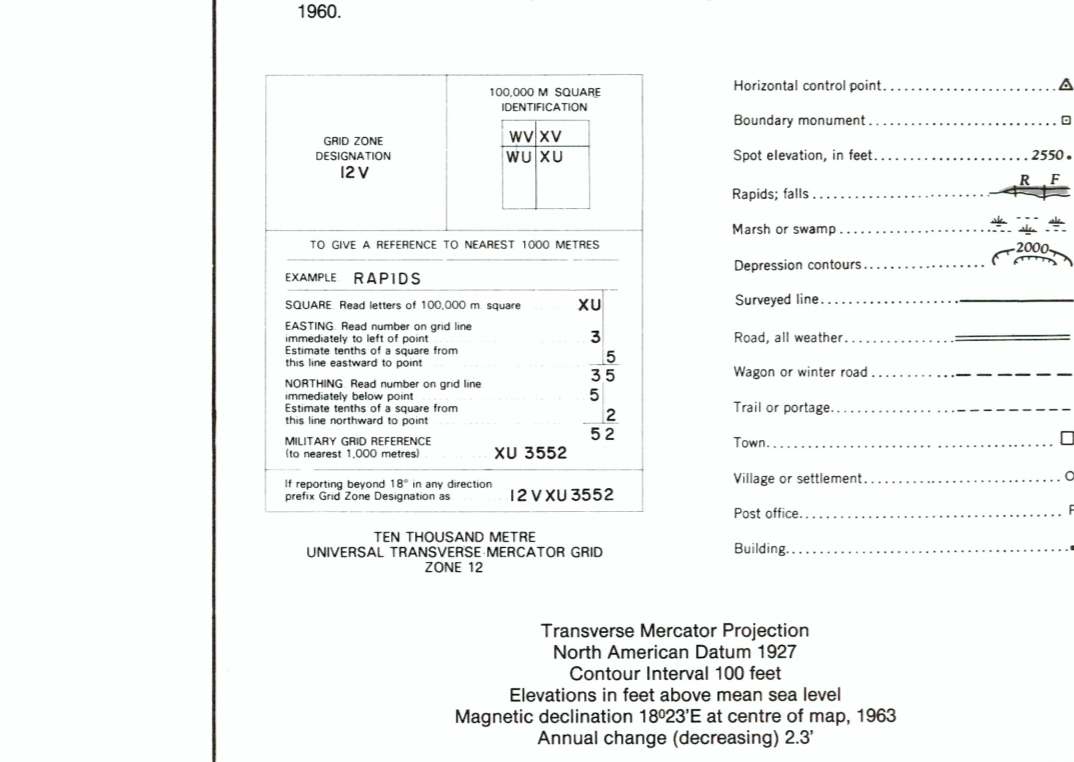 1960.
GRID ZONE
DESIGNATION
12V
100,000 M SQUARE
IDENTIFICATION
WV XV
WU XU
TO GIVE A REFERENCE TO NEAREST 1000 METRES
EXAMPLE RAPIDS
SQUARE Read letters of 100,000 m square XU
EASTING Read number on grid line
immediately to left of point 3
Estimate tenths of a square from
this line eastward to point 5
35
NORTHING Read number on grid line
immediately below point 5
Estimate tenths of a square from
this line northward to point 2
52
MILITARY GRID REFERENCE
(to nearest 1,000 metres) XU 3552
If reporting beyond 18° in any direction
prefix Grid Zone Designation as 12VXU3552
TEN THOUSAND METRE
UNIVERSAL TRANSVERSE MERCATOR GRID
ZONE 12
Horizontal control point
Boundary monument
Spot elevation, in feet 2550
Rapids; falls R F
Marsh or swamp
Depression contours 2000
Surveyed line
Road, all weather
Wagon or winter road
Trail or portage
Town
Village or settlement
Post office
Building
Transverse Mercator Projection
North American Datum 1927
Contour Interval 100 feet
Elevations in feet above mean sea level
Magnetic declination 18°23'E at centre of map, 1963
Annual change (decreasing) 2.3'